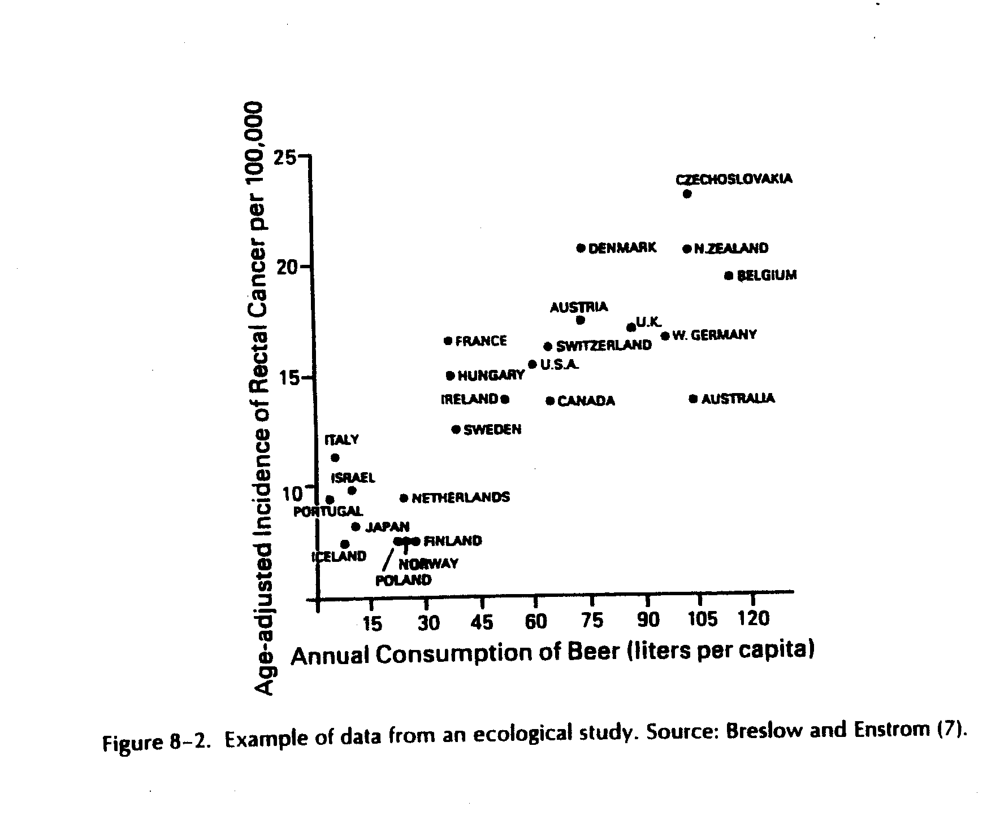 Age-adjusted Incidence of Rectal Cancer per 100,000
25
CZECHOSLOVAKIA
DENMARK
N.ZEALAND
20
BELGIUM
AUSTRIA
U.K.
W. GERMANY
FRANCE
SWITZERLAND
U.S.A.
15
HUNGARY
IRELAND
CANADA
AUSTRALIA
SWEDEN
ITALY
ISRAEL
10
NETHERLANDS
PORTUGAL
JAPAN
FINLAND
ICELAND
NORWAY
POLAND
15 30 45 60 75 90 105 120
Annual Consumption of Beer (liters per capita)
Figure 8-2. Example of data from an ecological study. Source: Breslow and Enstrom (7).